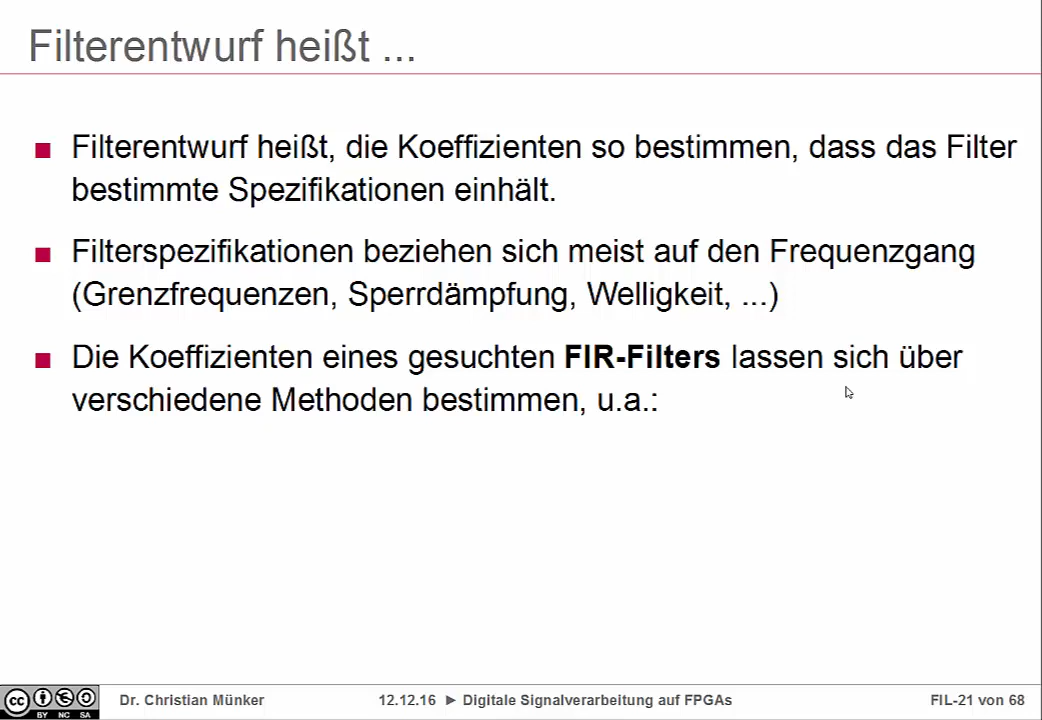 Filterentwurf heißt ...
Filterentwurf heißt, die Koeffizienten so bestimmen, dass das Filter
bestimmte Spezifikationen einhält.
Filterspezifikationen beziehen sich meist auf den Frequenzgang
(Grenzfrequenzen, Sperrdämpfung, Welligkeit, ...)
Die Koeffizienten eines gesuchten FIR-Filters lassen sich über
verschiedene Methoden bestimmen, u.a.:
cc BY NC SA Dr. Christian Münker 12.12.16 ► Digitale Signalverarbeitung auf FPGAs FIL-21 von 68